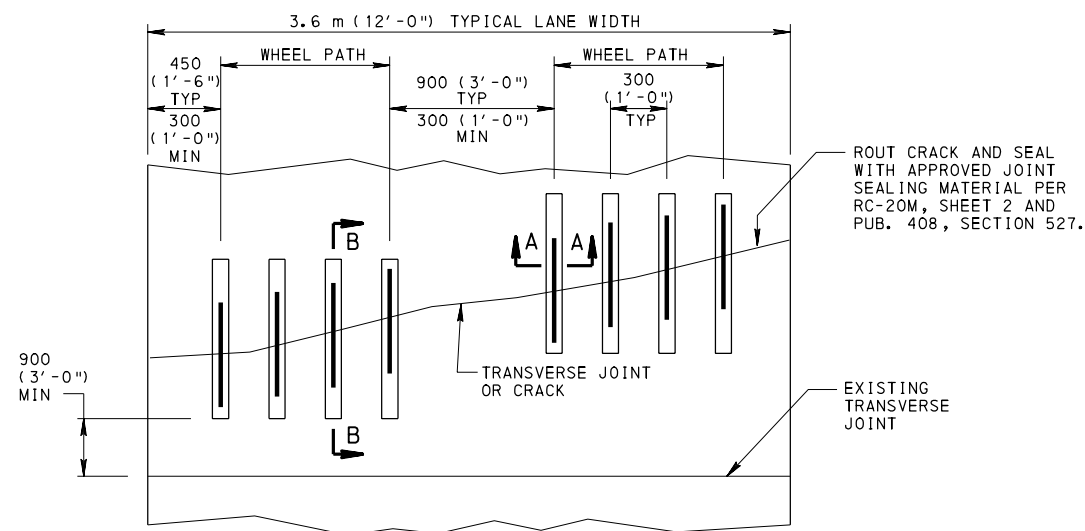 3.6 m (12'-0") TYPICAL LANE WIDTH
WHEEL PATH
WHEEL PATH
450
(1'-6")
TYP
300
(1'-0")
MIN
900 (3'-0")
TYP
300 (1'-0")
MIN
300
(1'-0")
TYP
ROUT CRACK AND SEAL
WITH APPROVED JOINT
SEALING MATERIAL PER
RC-20M, SHEET 2 AND
PUB. 408, SECTION 527.
B
A
A
900
(3'-0")
MIN
TRANSVERSE JOINT
OR CRACK
EXISTING
TRANSVERSE
JOINT
B